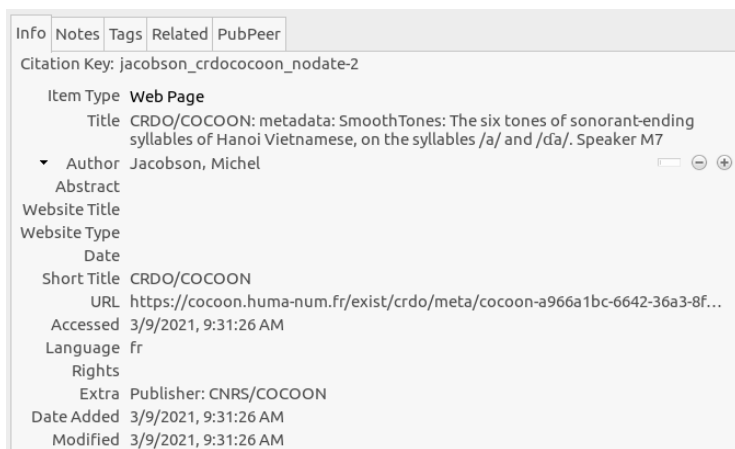 Info Notes Tags Related PubPeer
Citation Key: jacobson_crdococoon_nodate-2
Item Type Web Page
Title CRDO/COCOON: metadata: SmoothTones: The six tones of sonorant-ending
syllables of Hanoi Vietnamese, on the syllables /a/ and /ɗa/. Speaker M7
Author Jacobson, Michel
Abstract
Website Title
Website Type
Date
Short Title CRDO/COCOON
URL https://cocoon.huma-num.fr/exist/crdo/meta/cocoon-a966a1bc-6642-36a3-8f...
Accessed 3/9/2021, 9:31:26 AM
Language fr
Rights
Extra Publisher: CNRS/COCOON
Date Added 3/9/2021, 9:31:26 AM
Modified 3/9/2021, 9:31:26 AM